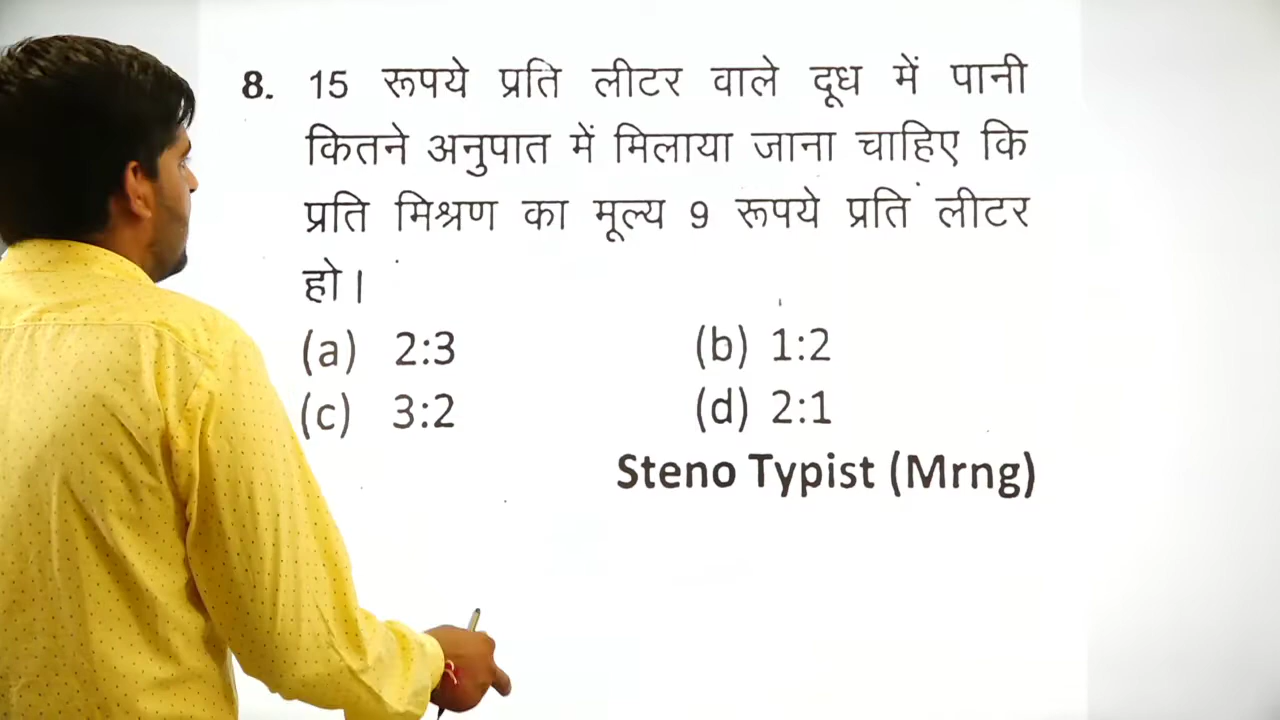 8. 15 रूपये प्रति लीटर वाले दूध में पानी
कितने अनुपात में मिलाया जाना चाहिए कि
प्रति मिश्रण का मूल्य 9 रूपये प्रति लीटर
हो।
(a) 2:3 (b) 1:2
(c) 3:2 (d) 2:1
Steno Typist (Mrng)